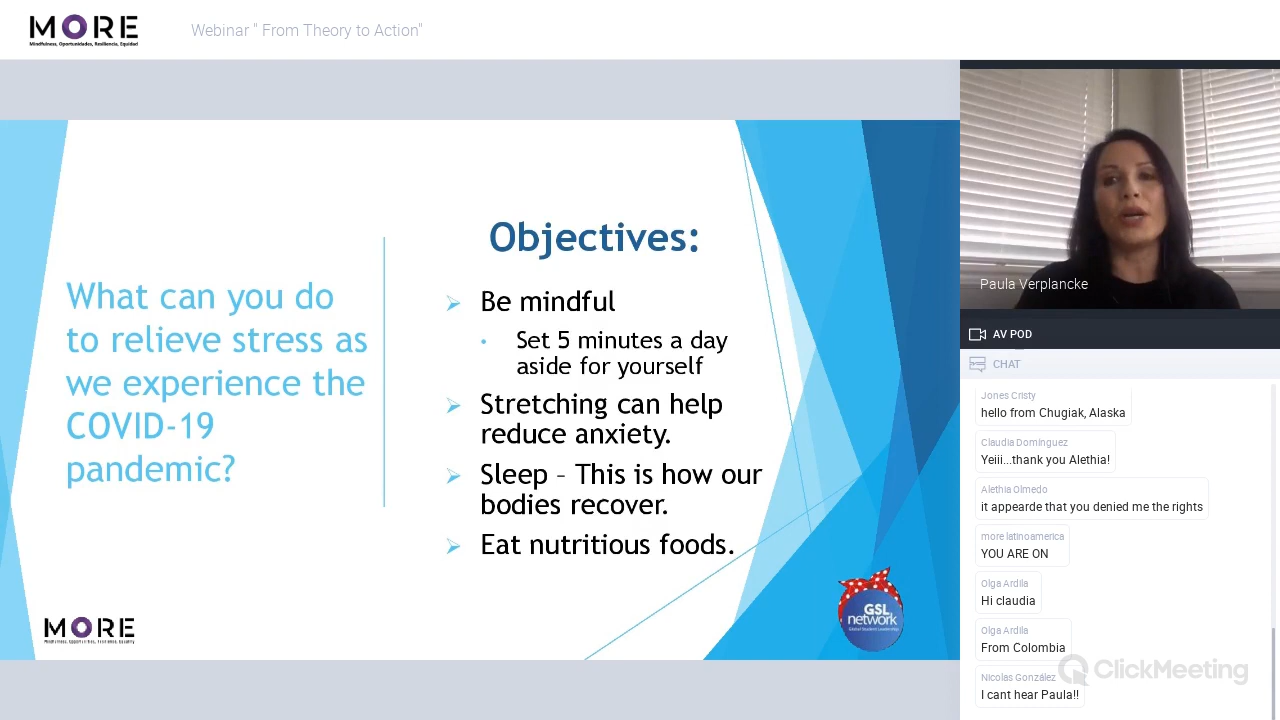 MORE
Mindfulness, Oportunidades, Resiliencia, Equidad
Webinar " From Theory to Action"
What can you do
to relieve stress as
we experience the
COVID-19
pandemic?
Objectives:
Be mindful
Set 5 minutes a day
aside for yourself
Stretching can help
reduce anxiety.
Sleep – This is how our
bodies recover.
Eat nutritious foods.
MORE
GSL
network
Global Student Leadership
Paula Verplancke
AV POD
CHAT
Jones Cristy
hello from Chugiak, Alaska
Claudia Dominguez
Yeiii...thank you Alethia!
Alethia Olmedo
it appearde that you denied me the rights
more latinoamerica
YOU ARE ON
Olga Ardila
Hi claudia
Olga Ardila
From Colombia
Nicolas González
I cant hear Paula!!
ClickMeeting